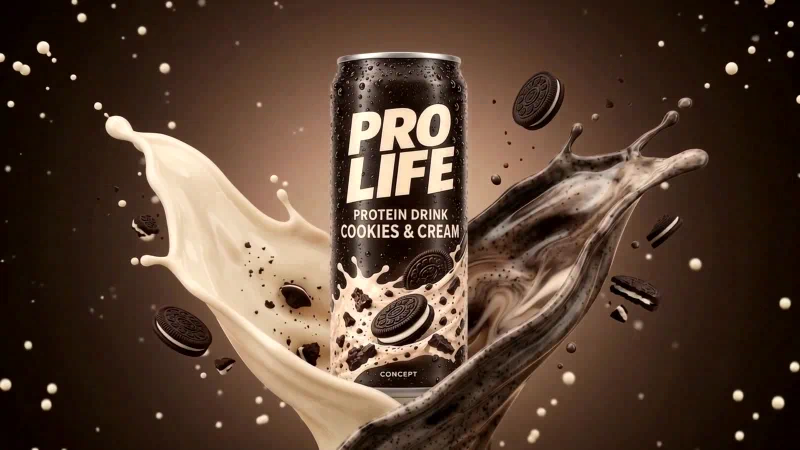 PRO
LIFE
PROTEIN DRINK
COOKIES & CREAM
CONCEPT